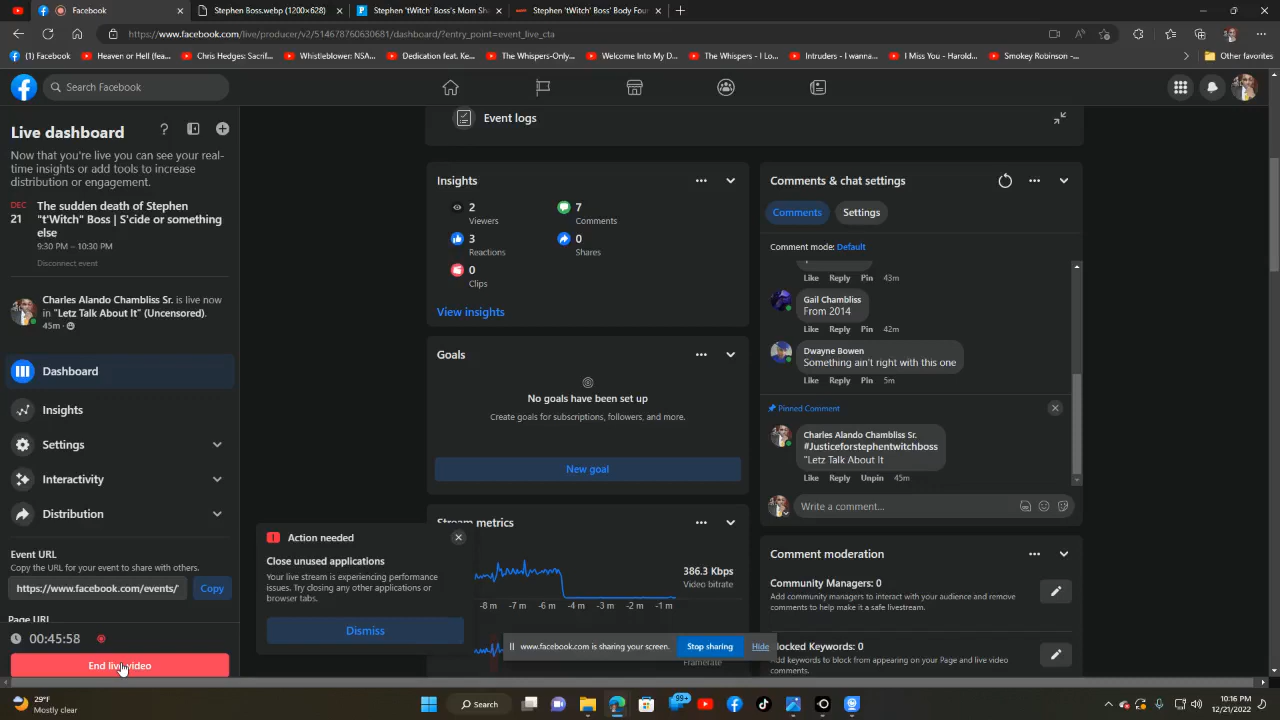 Facebook
Stephen Boss.webp (1200×628)
Stephen 'tWitch' Boss's Mom Sha
Stephen 'tWitch' Boss' Body Four
https://www.facebook.com/live/producer/v2/514678760630681/dashboard/?entry_point=event_live_cta
(1) Facebook
Heaven or Hell (fea...
Chris Hedges: Sacrif...
Whistleblower: NSA...
Dedication feat. Ke...
The Whispers-Only...
Welcome Into My D...
The Whispers - I Lo...
Intruders - I wanna...
I Miss You - Harold...
Smokey Robinson -...
Other favorites
Search Facebook
Live dashboard
Now that you're live you can see your real-
time insights or add tools to increase
distribution or engagement.
DEC
21
The sudden death of Stephen
"t'Witch" Boss | S'cide or something
else
9:30 PM – 10:30 PM
Disconnect event
Charles Alando Chambliss Sr. is live now
in "Letz Talk About It" (Uncensored).
45m ·
Dashboard
Insights
Settings
Interactivity
Distribution
Event URL
Copy the URL for your event to share with others.
https://www.facebook.com/events/
Copy
Page URL
00:45:58
End live video
Event logs
Insights
2
Viewers
7
Comments
3
Reactions
0
Shares
0
Clips
View insights
Goals
No goals have been set up
Create goals for subscriptions, followers, and more.
New goal
Stream metrics
386.3 Kbps
Video bitrate
-8 m -7 m -6 m -4 m -3 m -2 m -1 m
Framerate
Action needed
Close unused applications
Your live stream is experiencing performance
issues. Try closing any other applications or
browser tabs.
Dismiss
www.facebook.com is sharing your screen.
Stop sharing
Hide
Comments & chat settings
Comments
Settings
Comment mode: Default
Like Reply Pin 43m
Gail Chambliss
From 2014
Like Reply Pin 42m
Dwayne Bowen
Something ain't right with this one
Like Reply Pin 5m
Pinned Comment
Charles Alando Chambliss Sr.
#Justiceforstephentwitchboss
"Letz Talk About It
Like Reply Unpin 45m
Write a comment...
Comment moderation
Community Managers: 0
Add community managers to interact with your audience and remove
comments to help make it a safe livestream.
Blocked Keywords: 0
Add keywords to block from appearing on your Page and live video
comments.
29°F
Mostly clear
Search
99+
10:16 PM
12/21/2022